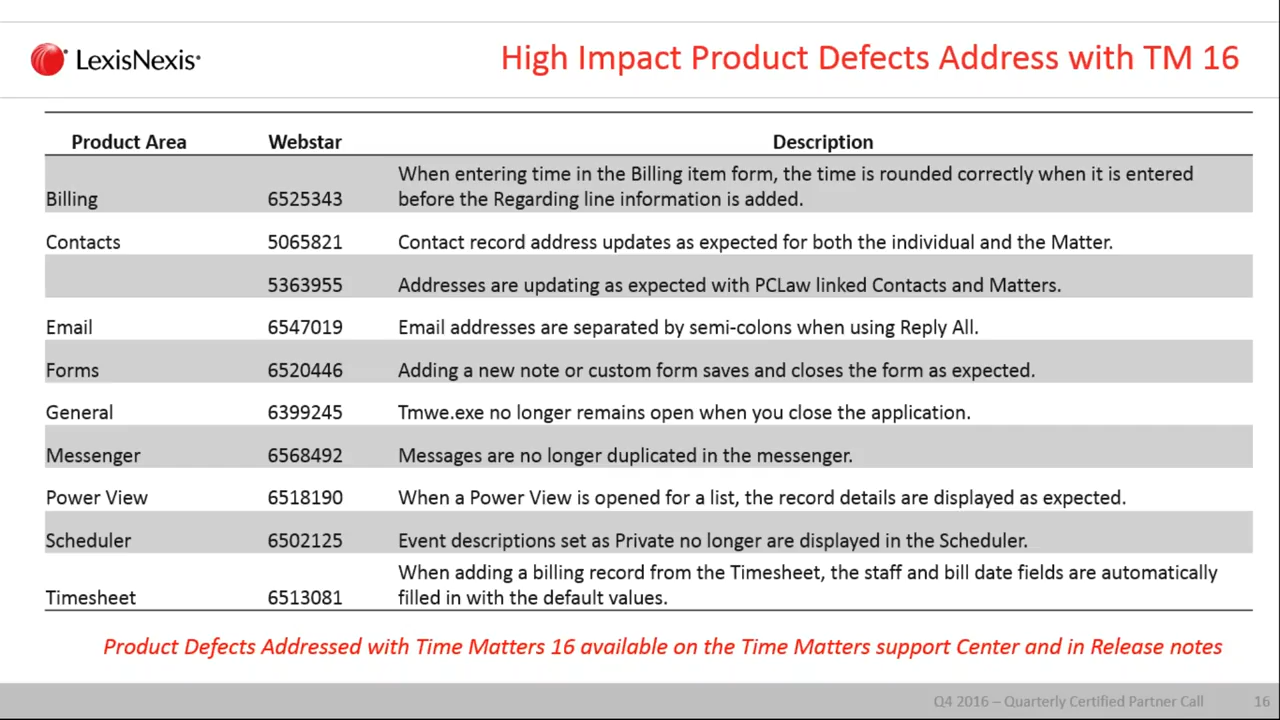 LexisNexis®
High Impact Product Defects Address with TM 16
Product Area Webstar Description
When entering time in the Billing item form, the time is rounded correctly when it is entered
Billing 6525343 before the Regarding line information is added.
Contacts 5065821 Contact record address updates as expected for both the individual and the Matter.
5363955 Addresses are updating as expected with PCLaw linked Contacts and Matters.
Email 6547019 Email addresses are separated by semi-colons when using Reply All.
Forms 6520446 Adding a new note or custom form saves and closes the form as expected.
General 6399245 Tmwe.exe no longer remains open when you close the application.
Messenger 6568492 Messages are no longer duplicated in the messenger.
Power View 6518190 When a Power View is opened for a list, the record details are displayed as expected.
Scheduler 6502125 Event descriptions set as Private no longer are displayed in the Scheduler.
When adding a billing record from the Timesheet, the staff and bill date fields are automatically
Timesheet 6513081 filled in with the default values.
Product Defects Addressed with Time Matters 16 available on the Time Matters support Center and in Release notes
Q4 2016 – Quarterly Certified Partner Call 16